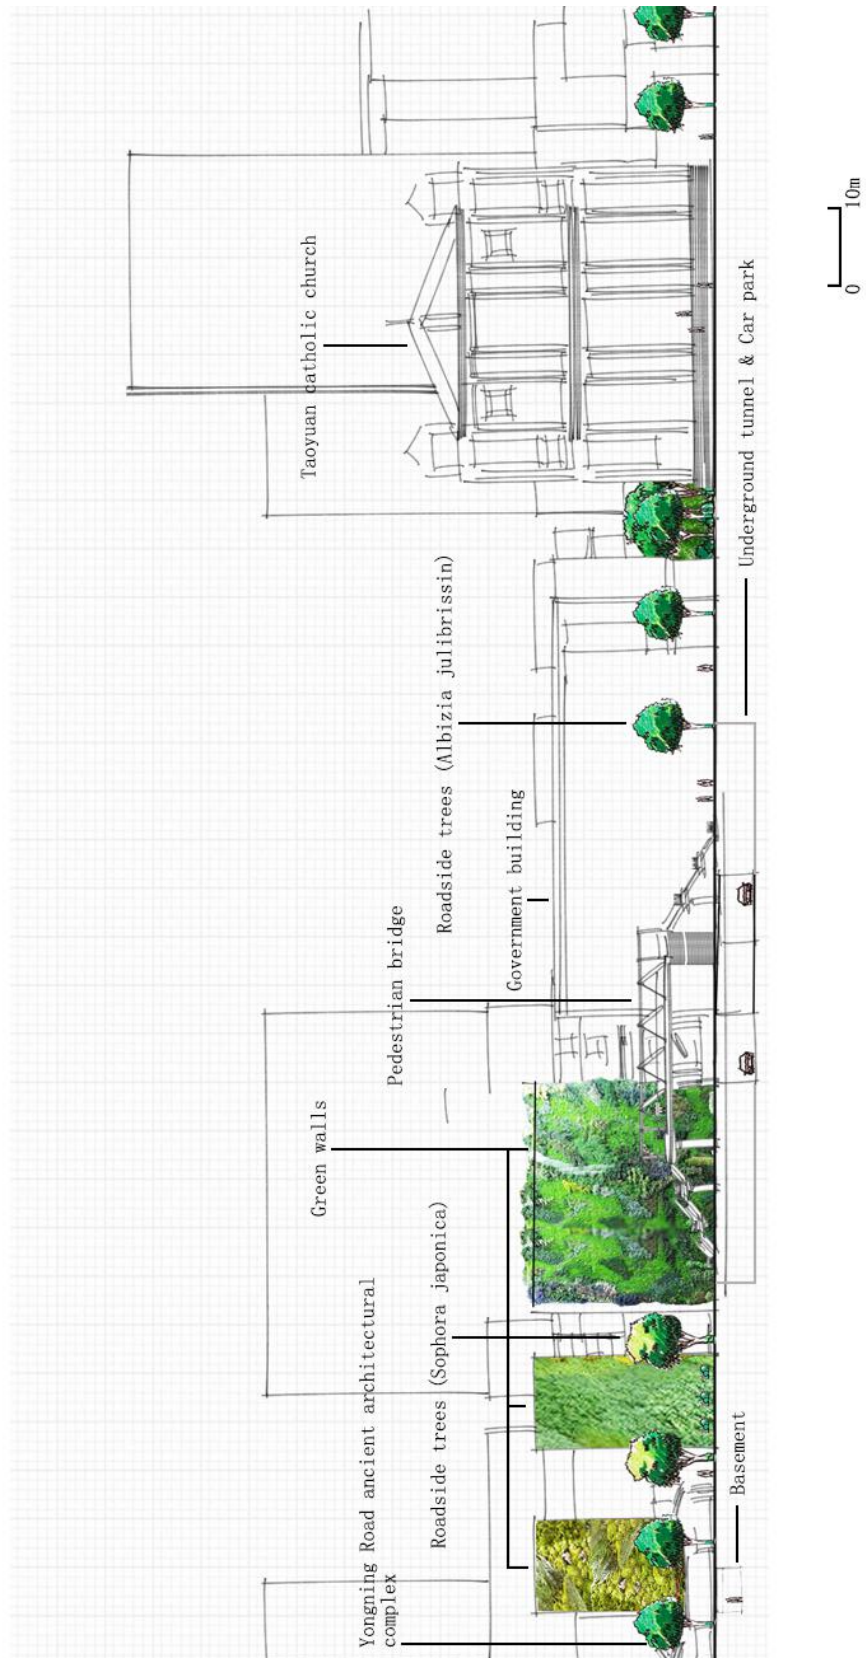 Yongning Road ancient architectural
complex
Roadside trees (Sophora japonica)
Green walls
Pedestrian bridge
Government building
Roadside trees (Albizia julibrissin)
Taoyuan catholic church
Basement
Underground tunnel & Car park
0
10m